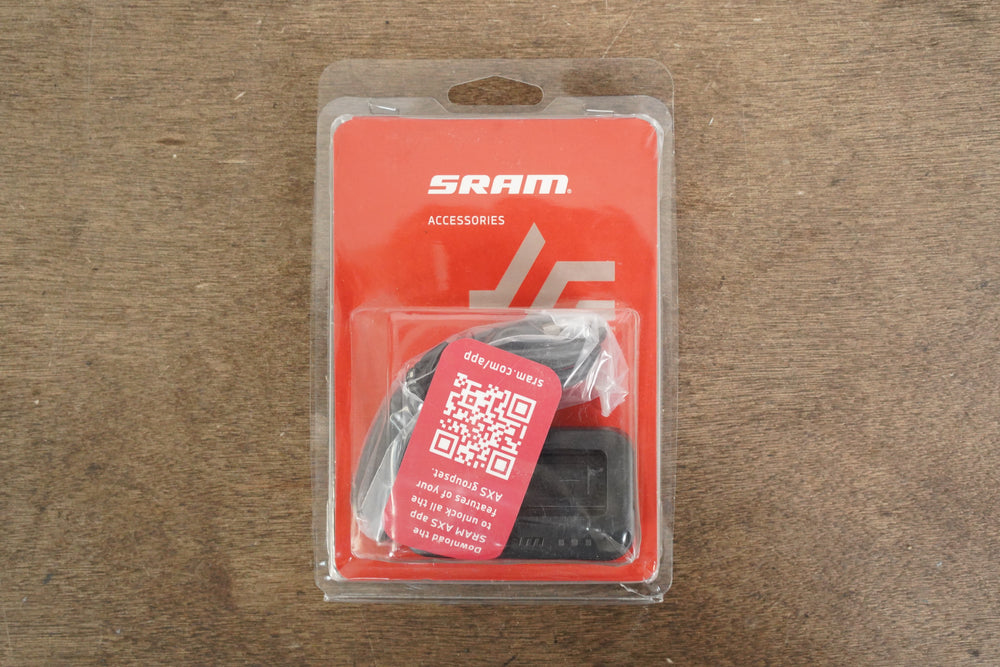 SRAM
ACCESSORIES
sram.com/app
Download the
SRAM AXS app
to unlock all the
features of your
AXS groupset.